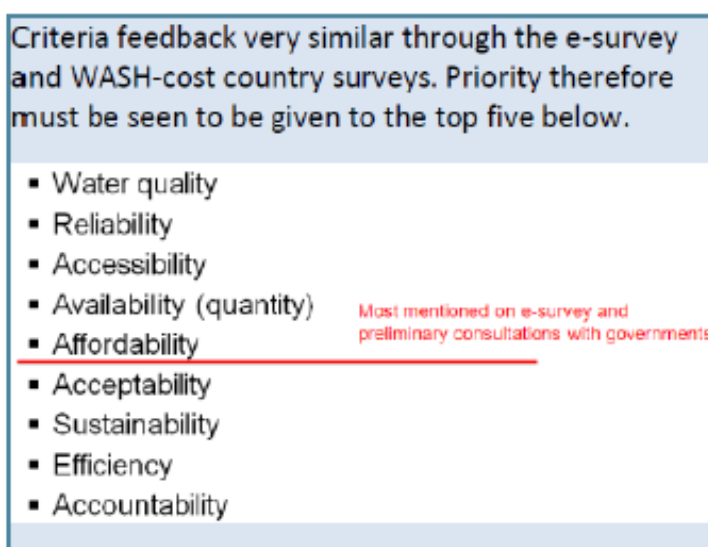 Criteria feedback very similar through the e-survey
and WASH-cost country surveys. Priority therefore
must be seen to be given to the top five below.
▪ Water quality
▪ Reliability
▪ Accessibility
▪ Availability (quantity)
▪ Affordability
Most mentioned on e-survey and
preliminary consultations with governments
▪ Acceptability
▪ Sustainability
▪ Efficiency
▪ Accountability